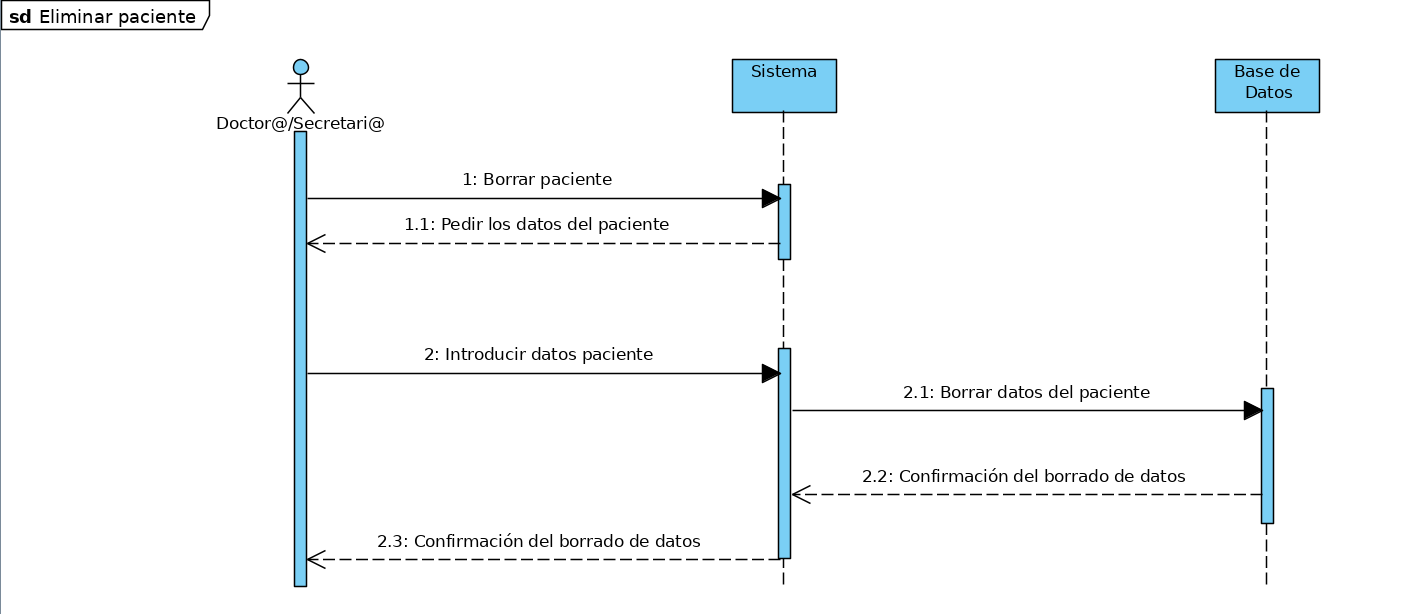 sd Eliminar paciente
Doctor@/Secretari@
Sistema
Base de
Datos
1: Borrar paciente
1.1: Pedir los datos del paciente
2: Introducir datos paciente
2.1: Borrar datos del paciente
2.2: Confirmación del borrado de datos
2.3: Confirmación del borrado de datos